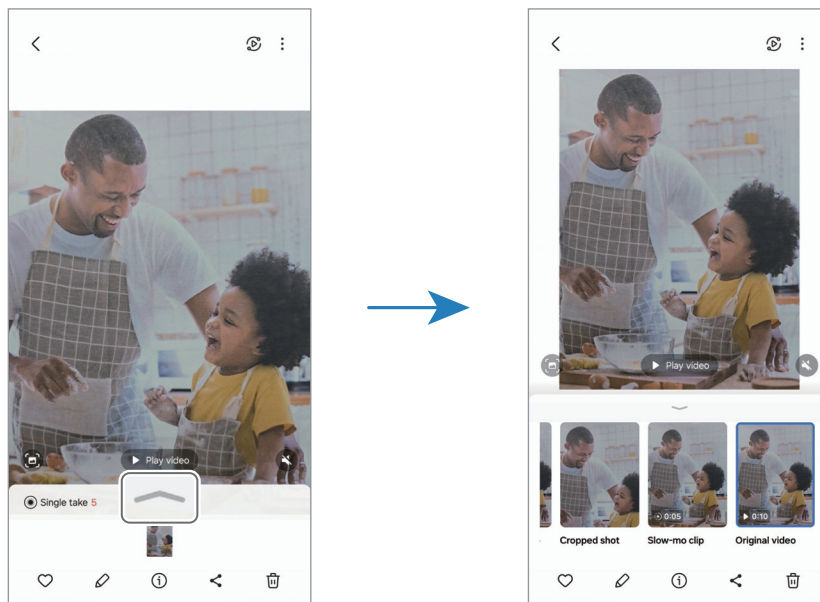 Play video
Single take 5
Play video
0:05
0:10
Cropped shot
Slow-mo clip
Original video